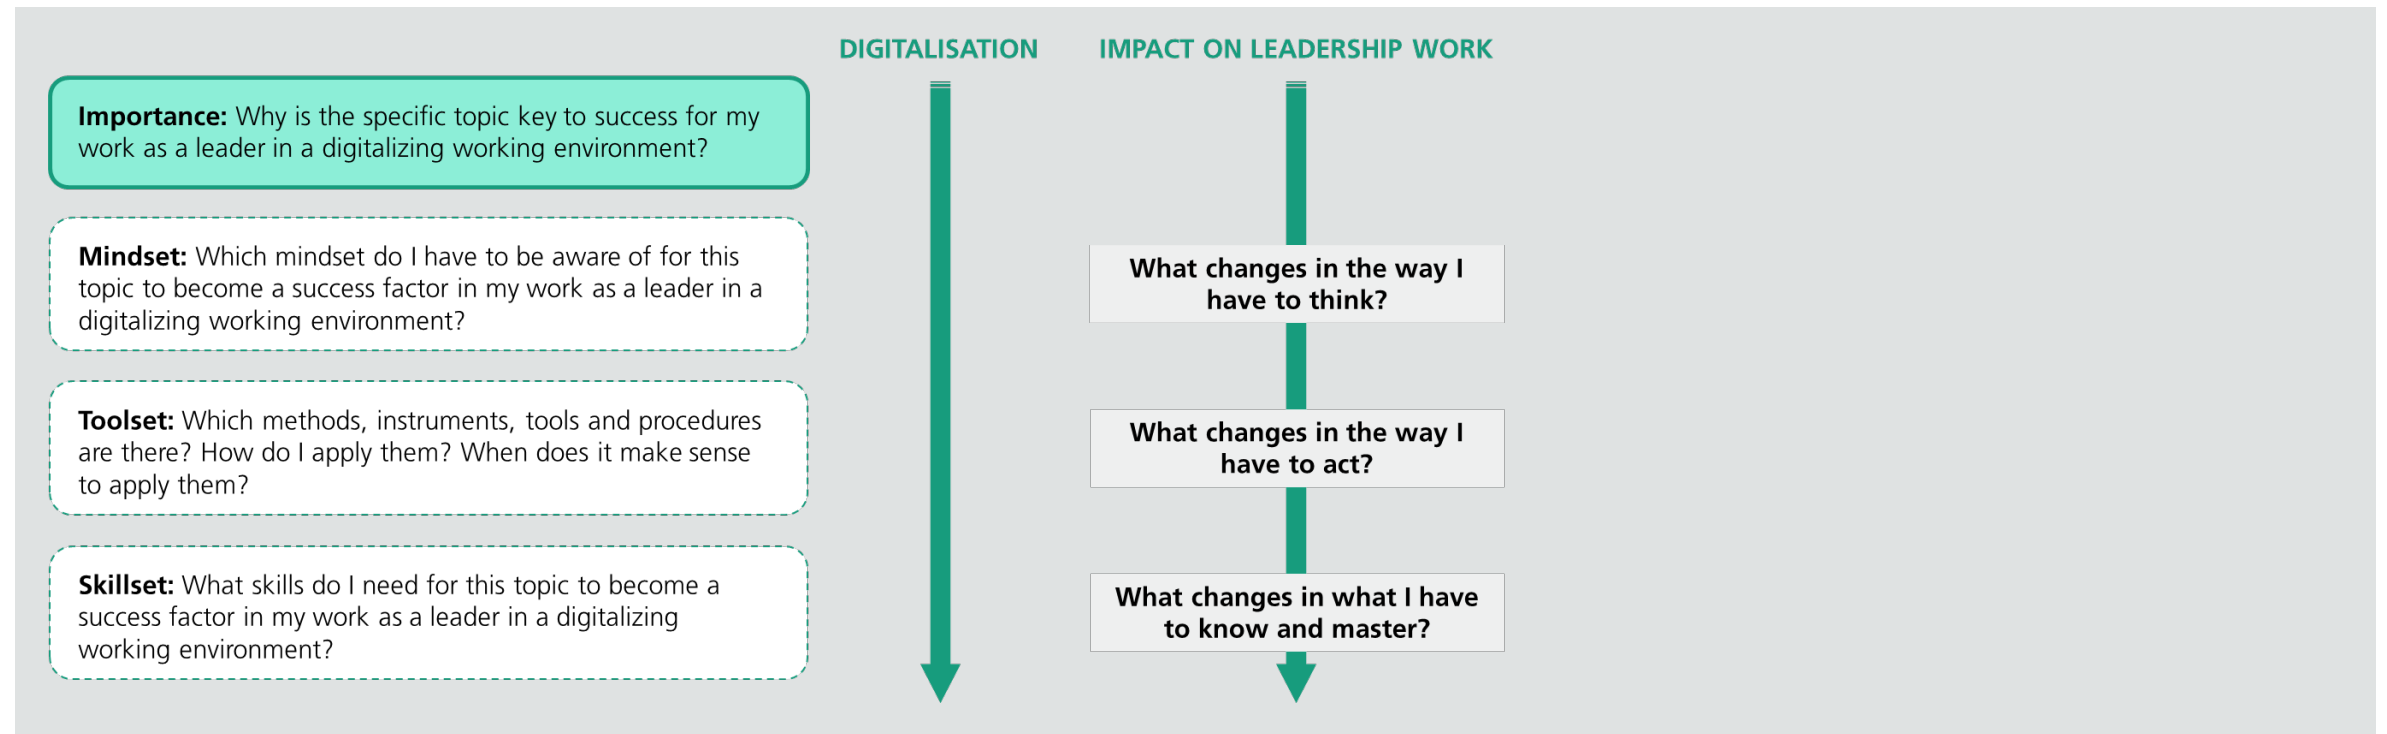 DIGITALISATION
IMPACT ON LEADERSHIP WORK
Importance: Why is the specific topic key to success for my
work as a leader in a digitalizing working environment?
Mindset: Which mindset do I have to be aware of for this
topic to become a success factor in my work as a leader in a
digitalizing working environment?
What changes in the way I
have to think?
Toolset: Which methods, instruments, tools and procedures
are there? How do I apply them? When does it make sense
to apply them?
What changes in the way I
have to act?
Skillset: What skills do I need for this topic to become a
success factor in my work as a leader in a digitalizing
working environment?
What changes in what I have
to know and master?